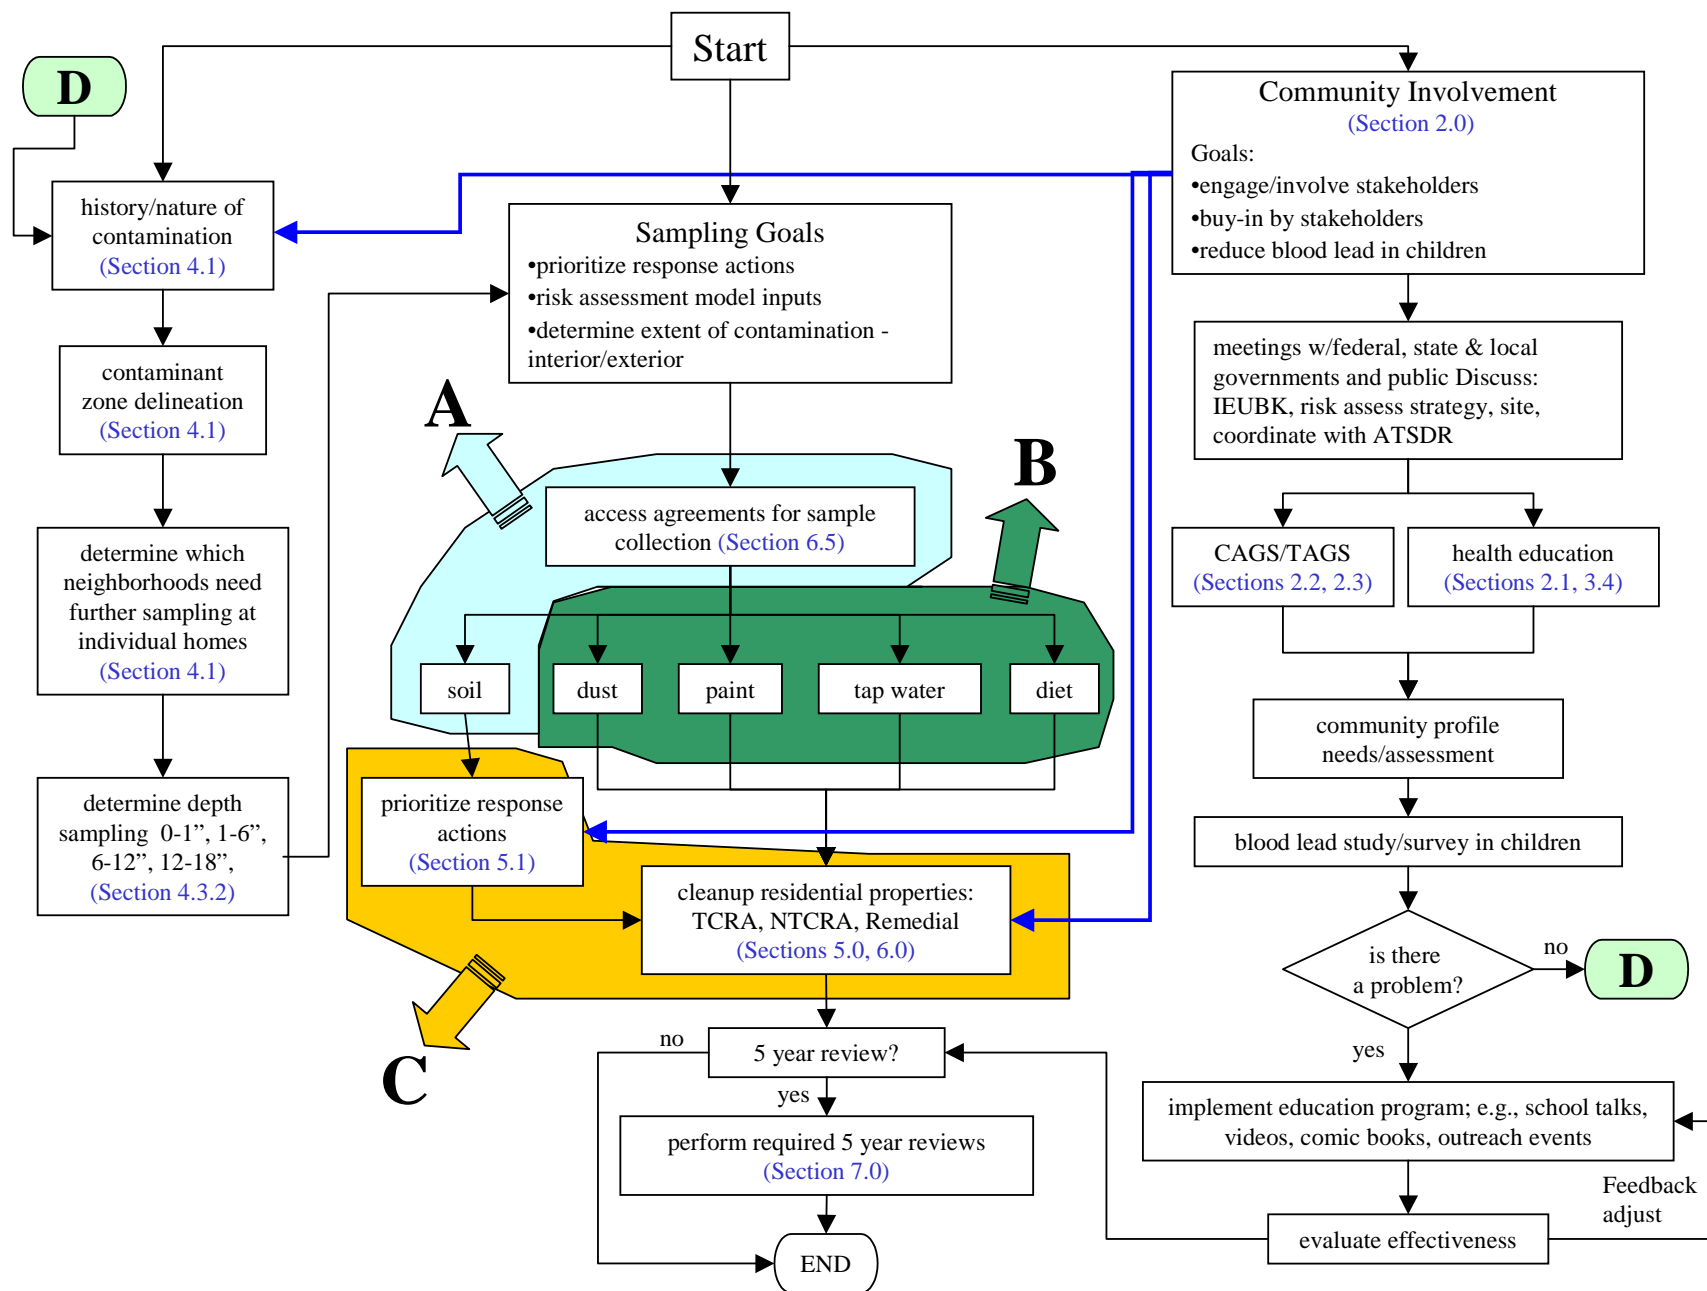 Start
D
history/nature of
contamination
(Section 4.1)
contaminant
zone delineation
(Section 4.1)
determine which
neighborhoods need
further sampling at
individual homes
(Section 4.1)
determine depth
sampling 0-1”, 1-6”,
6-12”, 12-18”,
(Section 4.3.2)
Sampling Goals
•prioritize response actions
•risk assessment model inputs
•determine extent of contamination -
interior/exterior
A
B
access agreements for sample
collection (Section 6.5)
soil
dust
paint
tap water
diet
prioritize response
actions
(Section 5.1)
cleanup residential properties:
TCRA, NTCRA, Remedial
(Sections 5.0, 6.0)
C
no
5 year review?
yes
perform required 5 year reviews
(Section 7.0)
END
Community Involvement
(Section 2.0)
Goals:
•engage/involve stakeholders
•buy-in by stakeholders
•reduce blood lead in children
meetings w/federal, state & local
governments and public Discuss:
IEUBK, risk assess strategy, site,
coordinate with ATSDR
CAGS/TAGS
(Sections 2.2, 2.3)
health education
(Sections 2.1, 3.4)
community profile
needs/assessment
blood lead study/survey in children
is there
a problem?
no
D
yes
implement education program; e.g., school talks,
videos, comic books, outreach events
Feedback
adjust
evaluate effectiveness